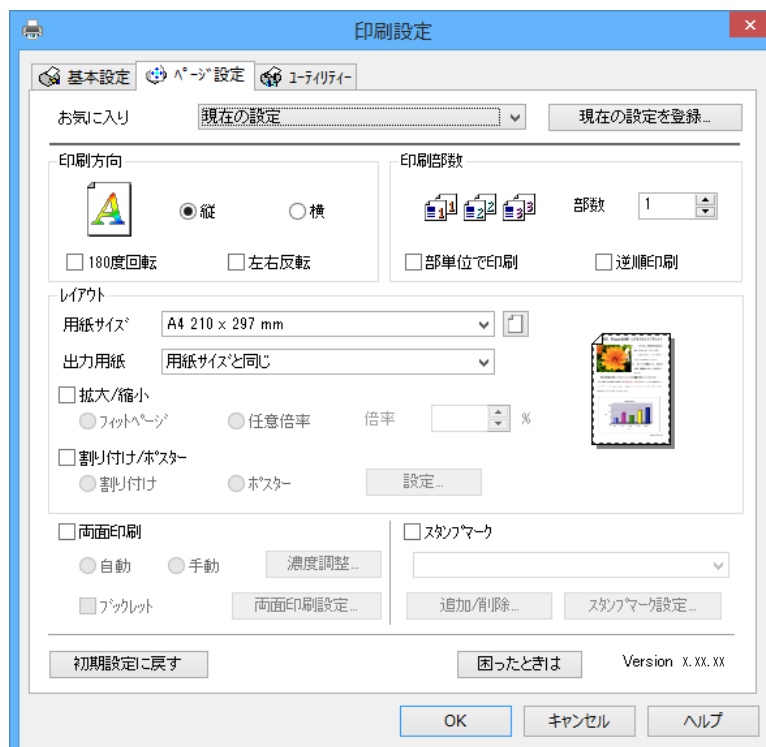 印刷設定
基本設定 ページ設定 ユーティリティー
お気に入り 現在の設定 現在の設定を登録...
印刷方向 印刷部数
縦 横 部数 1
180度回転 左右反転 部単位で印刷 逆順印刷
レイアウト
用紙サイズ A4 210 x 297 mm
出力用紙 用紙サイズと同じ
拡大/縮小
フィットページ 任意倍率 倍率 %
割り付け/ポスター
割り付け ポスター 設定...
両面印刷 スタンプマーク
自動 手動 濃度調整...
ブックレット 両面印刷設定... 追加/削除... スタンプマーク設定...
初期設定に戻す 困ったときは Version X.XX.XX
OK キャンセル ヘルプ